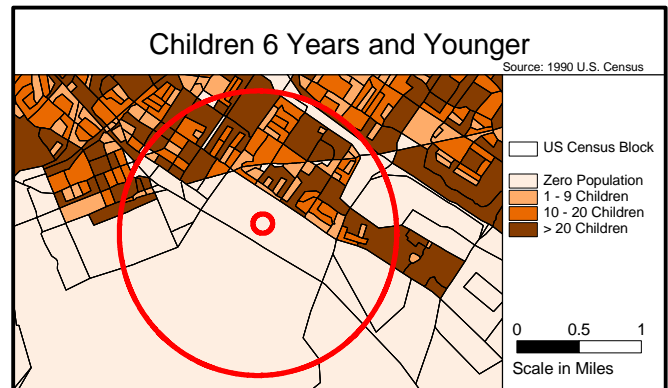 Children 6 Years and Younger
Source: 1990 U.S. Census
US Census Block
Zero Population
1 - 9 Children
10 - 20 Children
> 20 Children
0 0.5 1
Scale in Miles